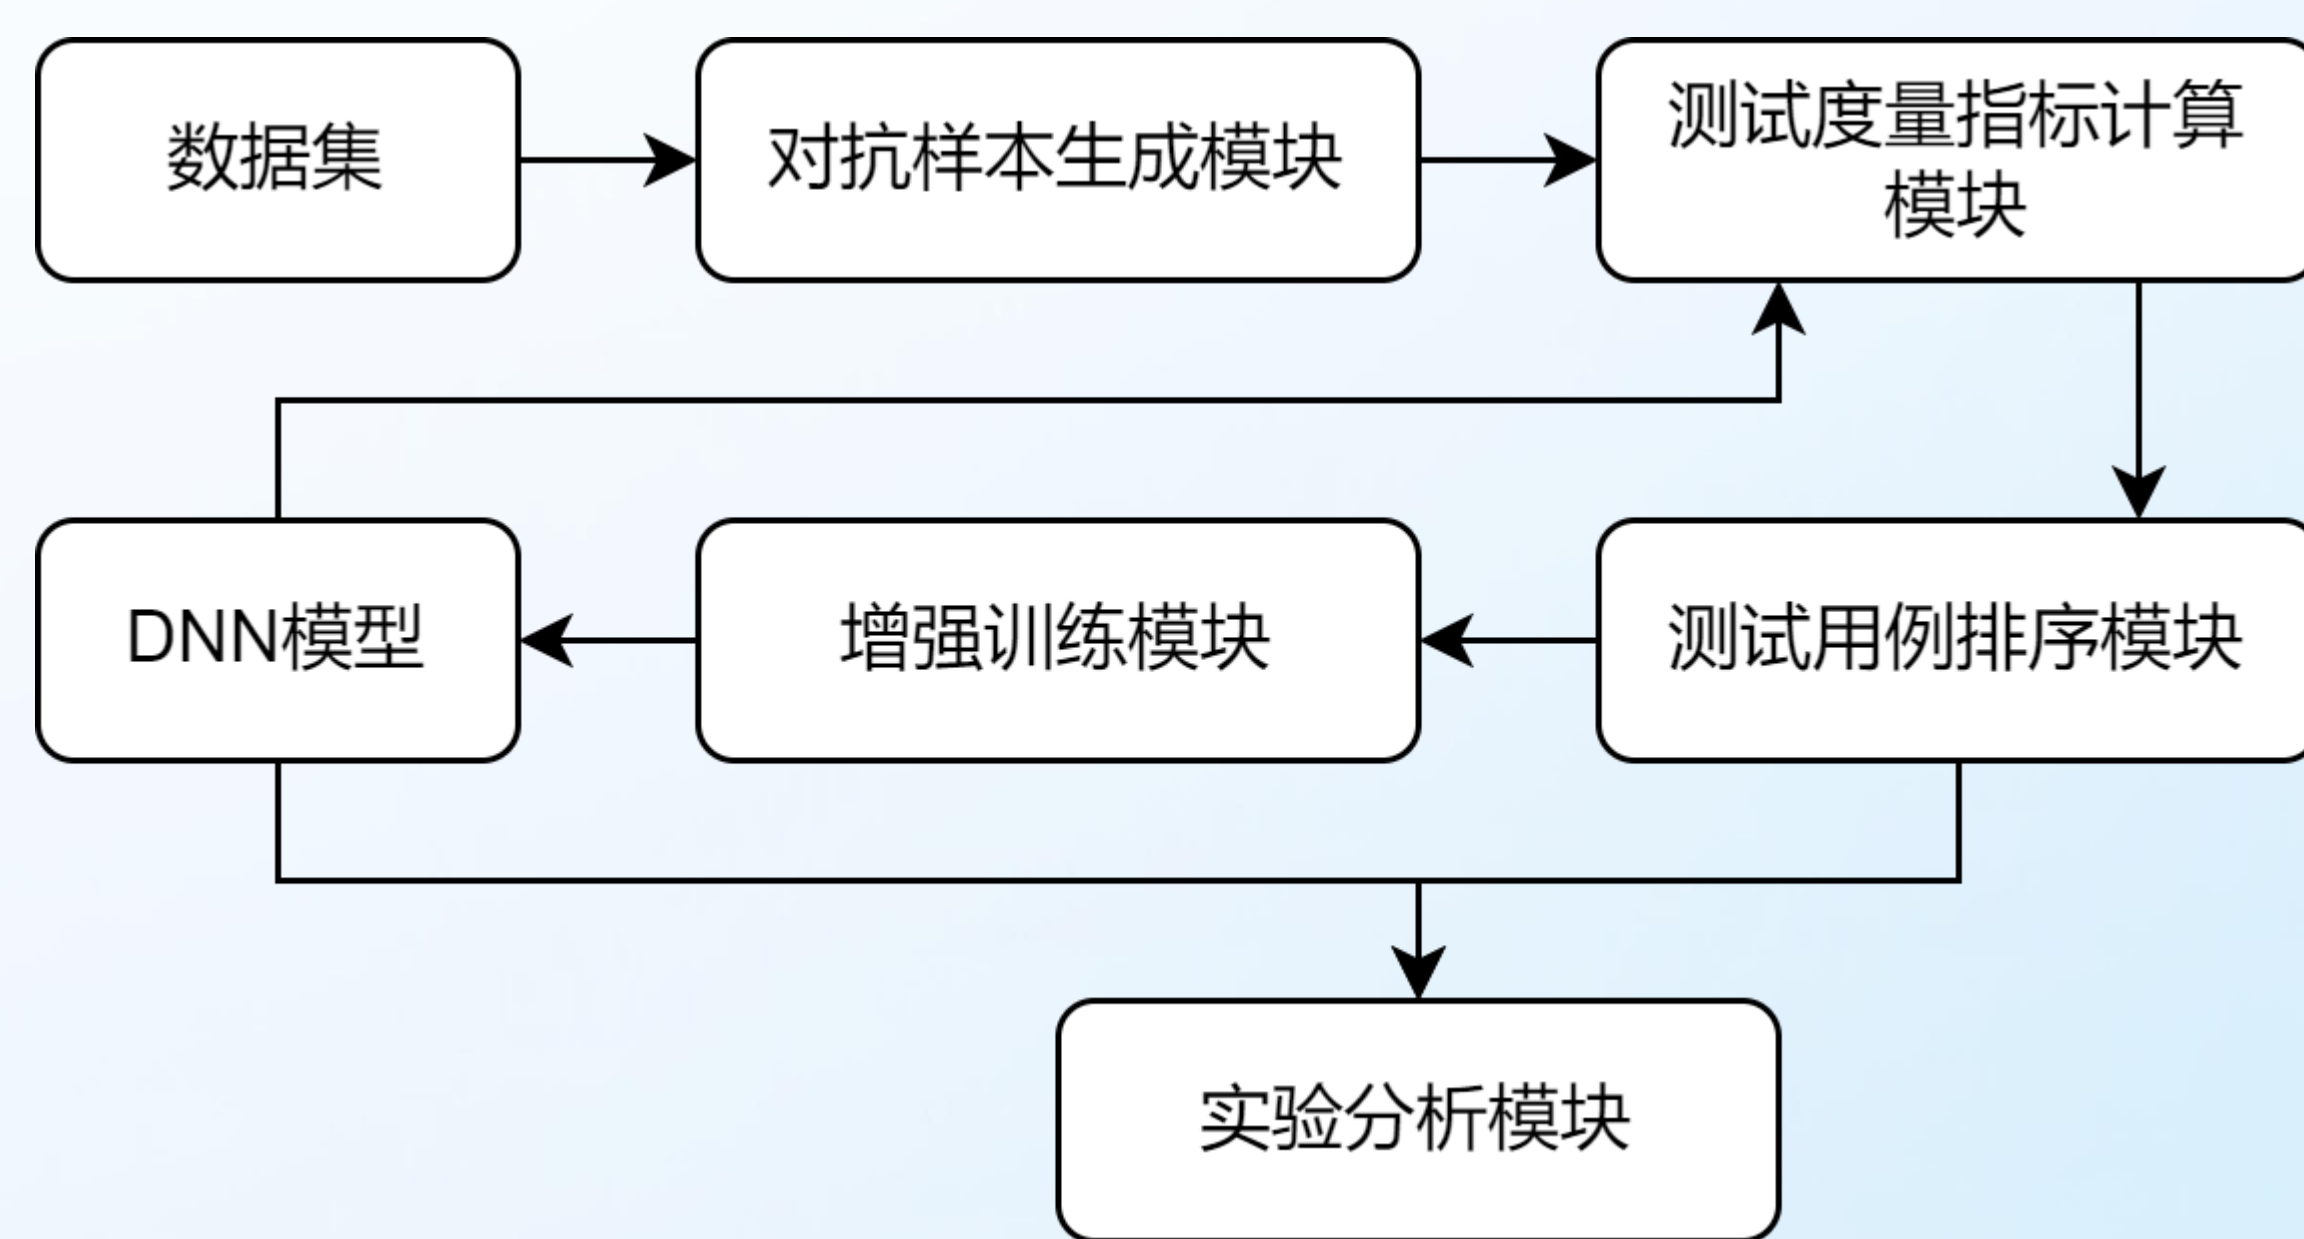 数据集
对抗样本生成模块
测试度量指标计算
模块
DNN模型
增强训练模块
测试用例排序模块
实验分析模块